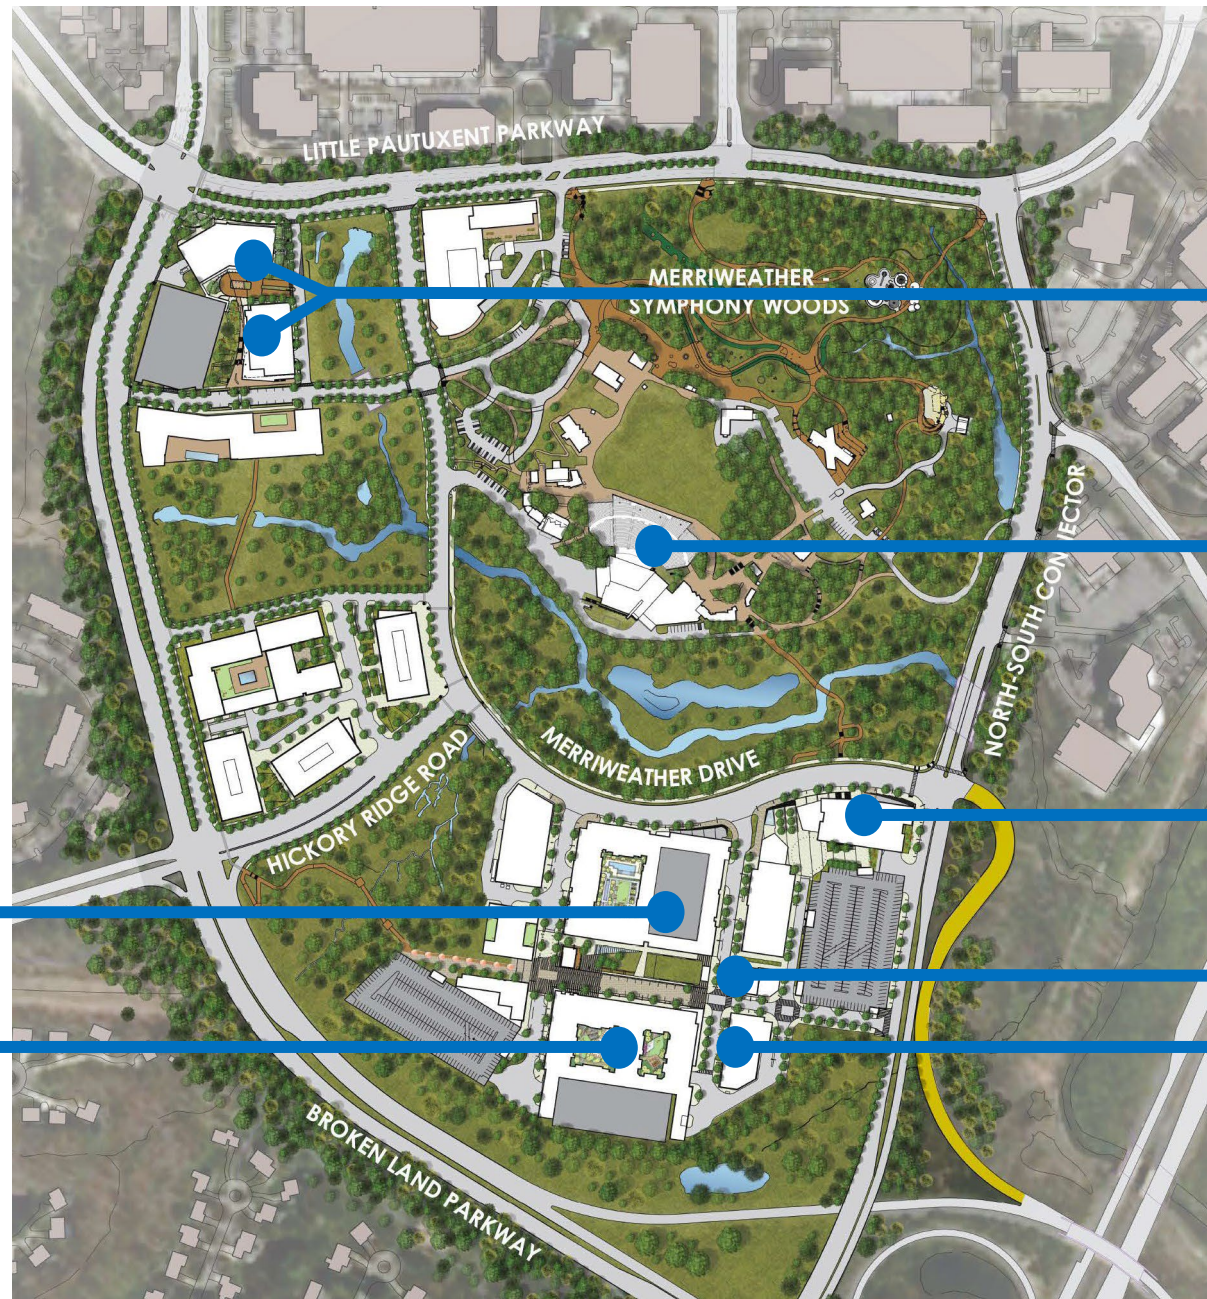 LITTLE PAUTUXENT PARKWAY
MERRIWEATHER -
SYMPHONY WOODS
NORTH-SOUTH CONNECTOR
MERRIWEATHER DRIVE
HICKORY RIDGE ROAD
BROKEN LAND PARKWAY